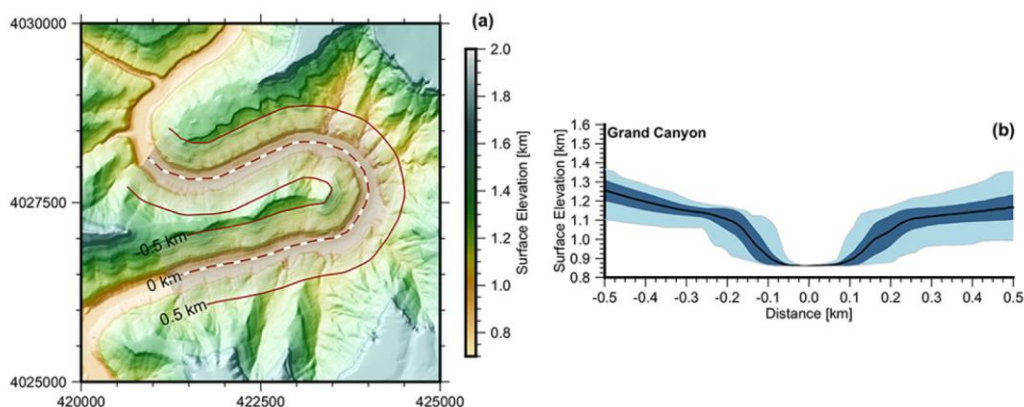 (a)
4030000
4027500
4025000
420000
422500
425000
-0.5 km
0 km
0.5 km
2.0
1.8
1.6
1.4
1.2
1.0
0.8
Surface Elevation [km]
(b)
Grand Canyon
1.6
1.5
1.4
1.3
1.2
1.1
1.0
0.9
0.8
Surface Elevation [km]
-0.5 -0.4 -0.3 -0.2 -0.1 0.0 0.1 0.2 0.3 0.4 0.5
Distance [km]